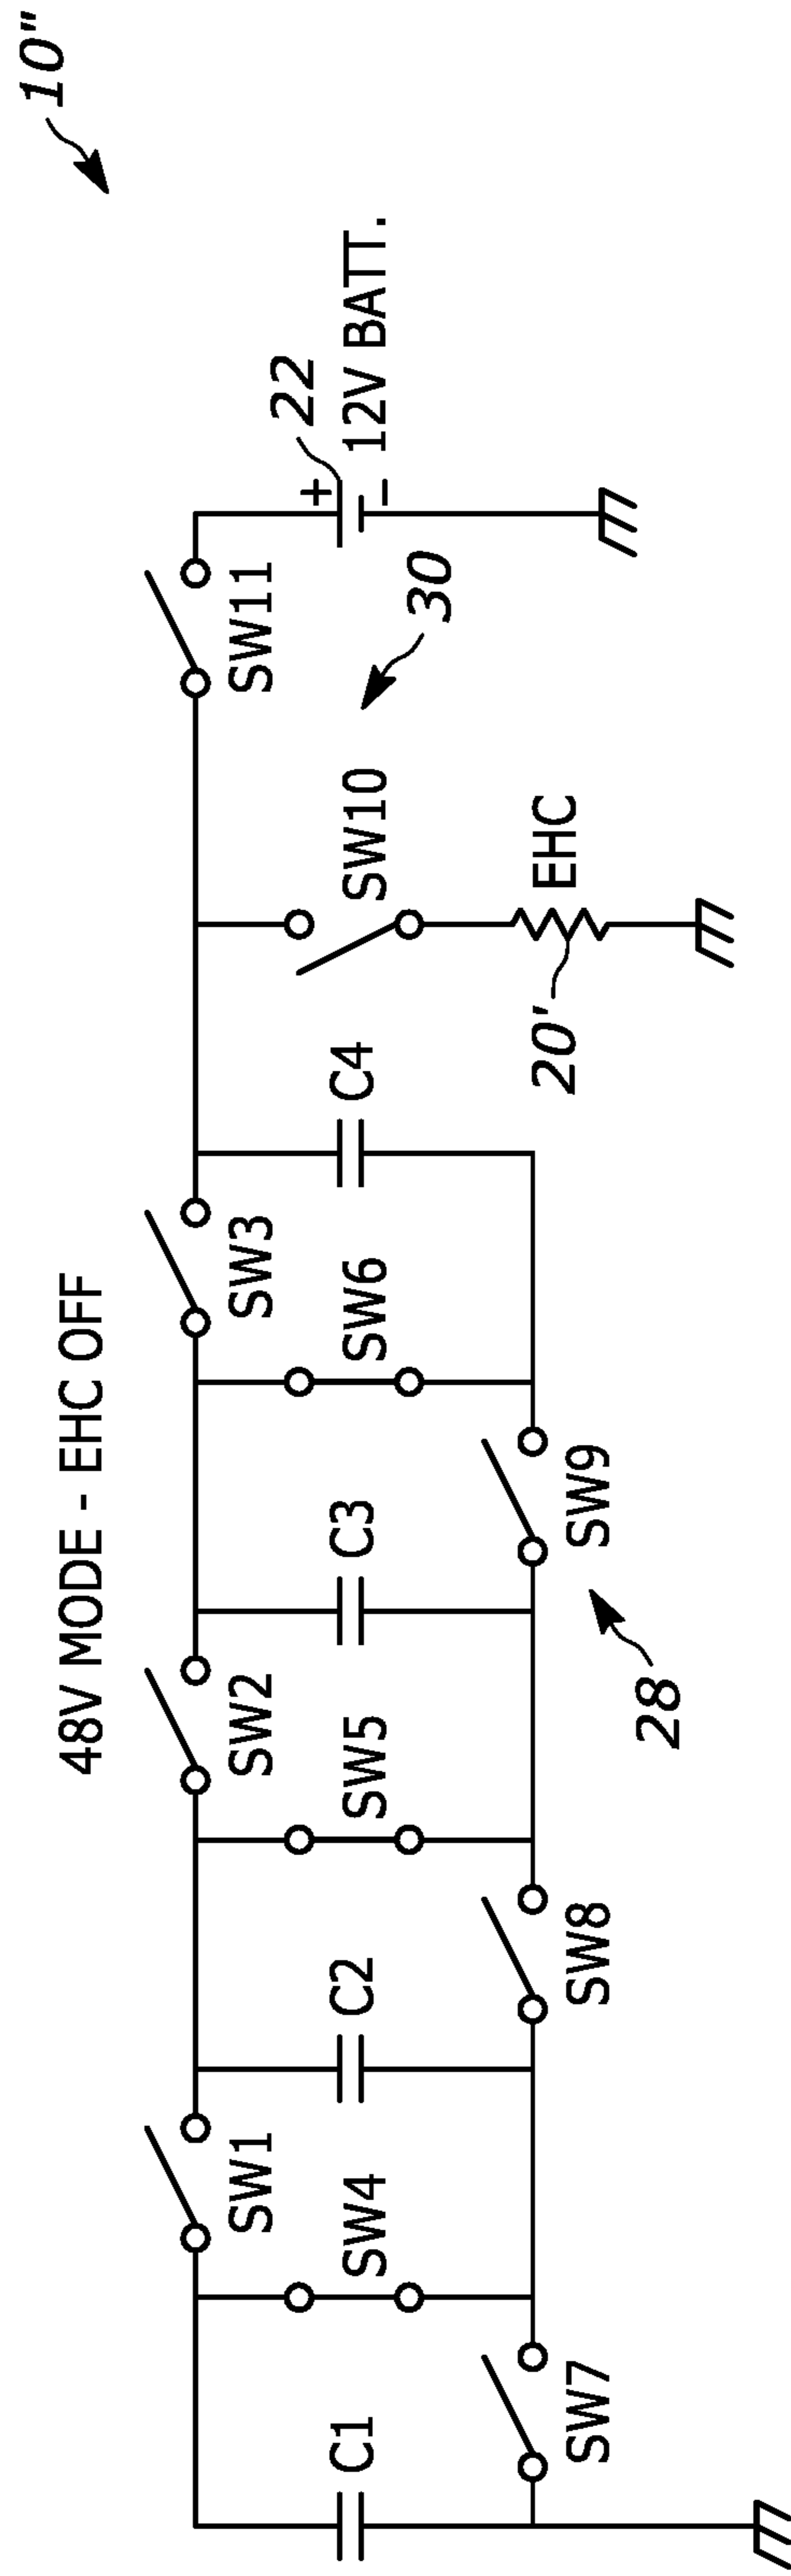 10"
48V MODE - EHC OFF
SW1
SW2
SW3
SW11
22
+
−
12V BATT.
C1
SW4
C2
SW5
C3
SW6
C4
SW10
30
SW7
SW8
SW9
20'
EHC
28